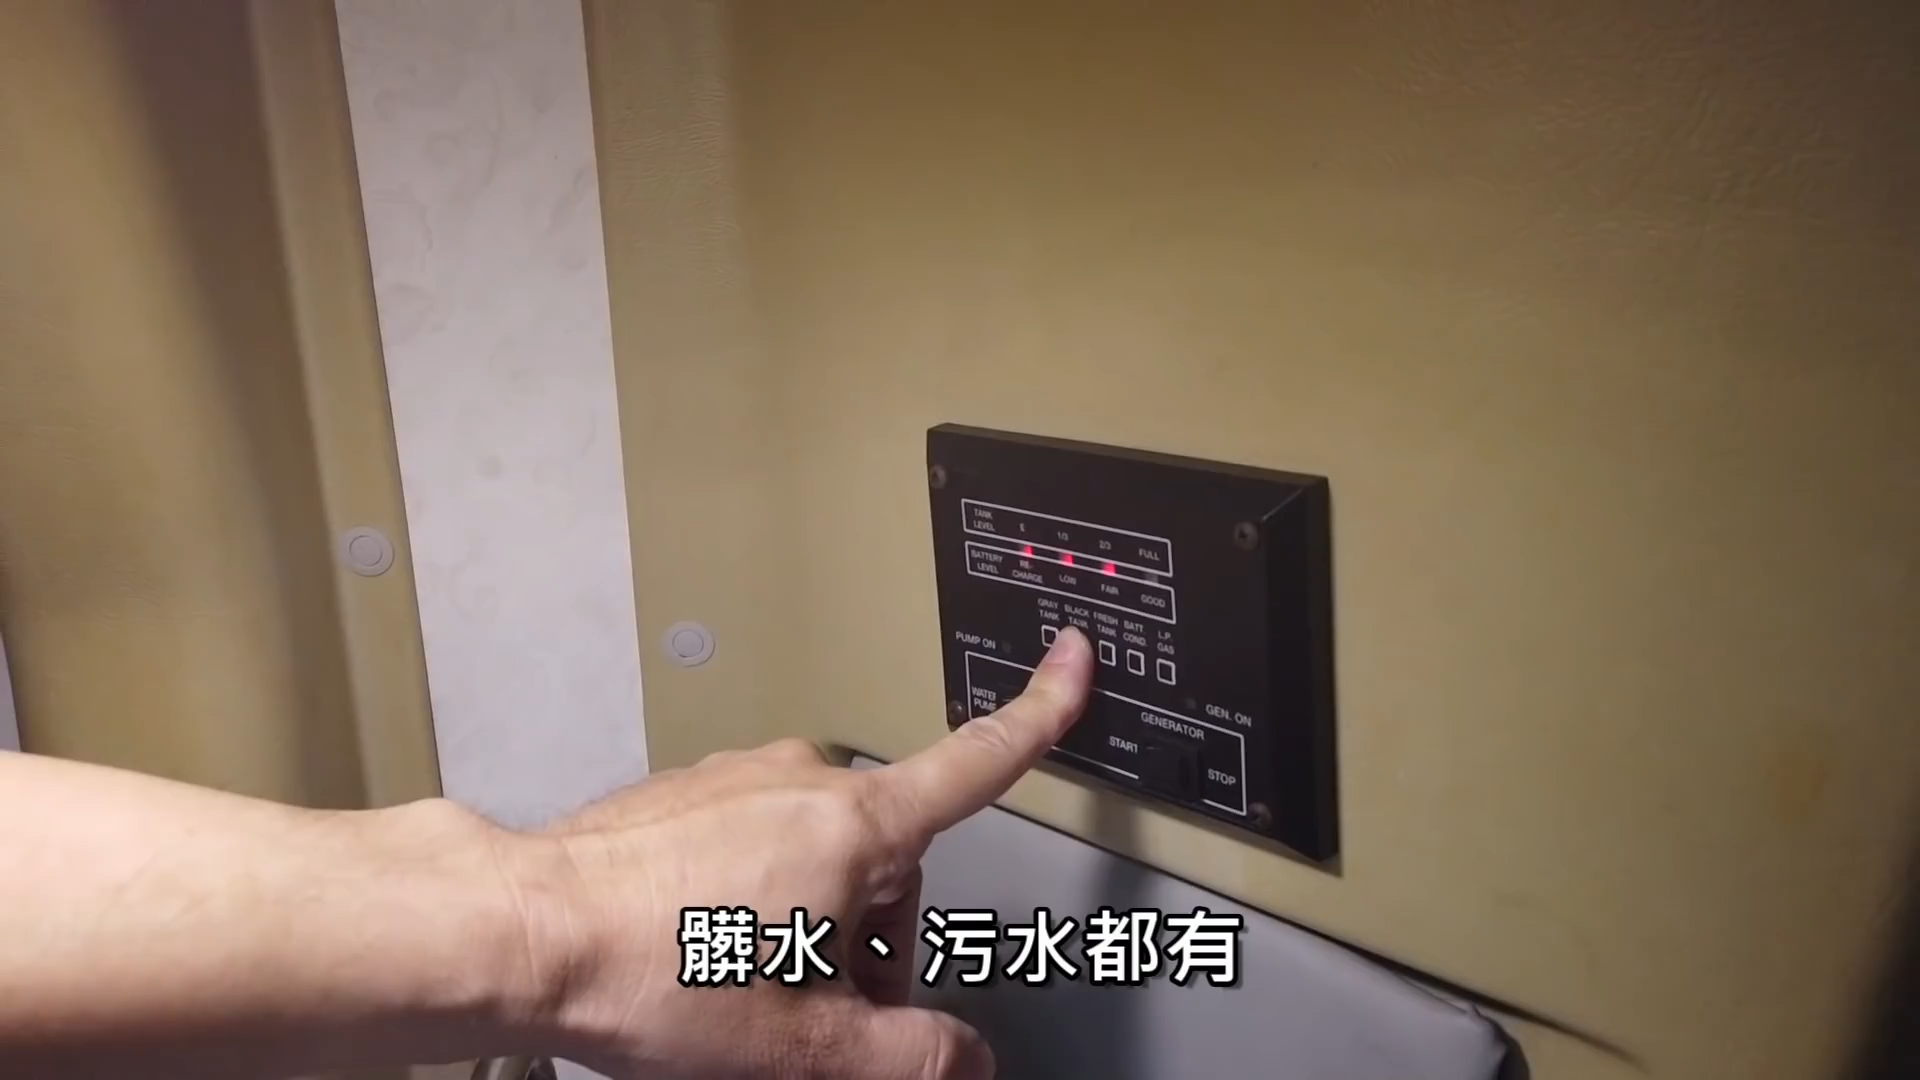 TANK LEVEL E 1/3 2/3 FULL
BATTERY LEVEL RE-CHARGE LOW FAIR GOOD
GRAY TANK BLACK TANK FRESH TANK BATT. COND. L.P. GAS
PUMP ON
GEN. ON
WATER PUMP
GENERATOR
START
STOP
髒水、污水都有